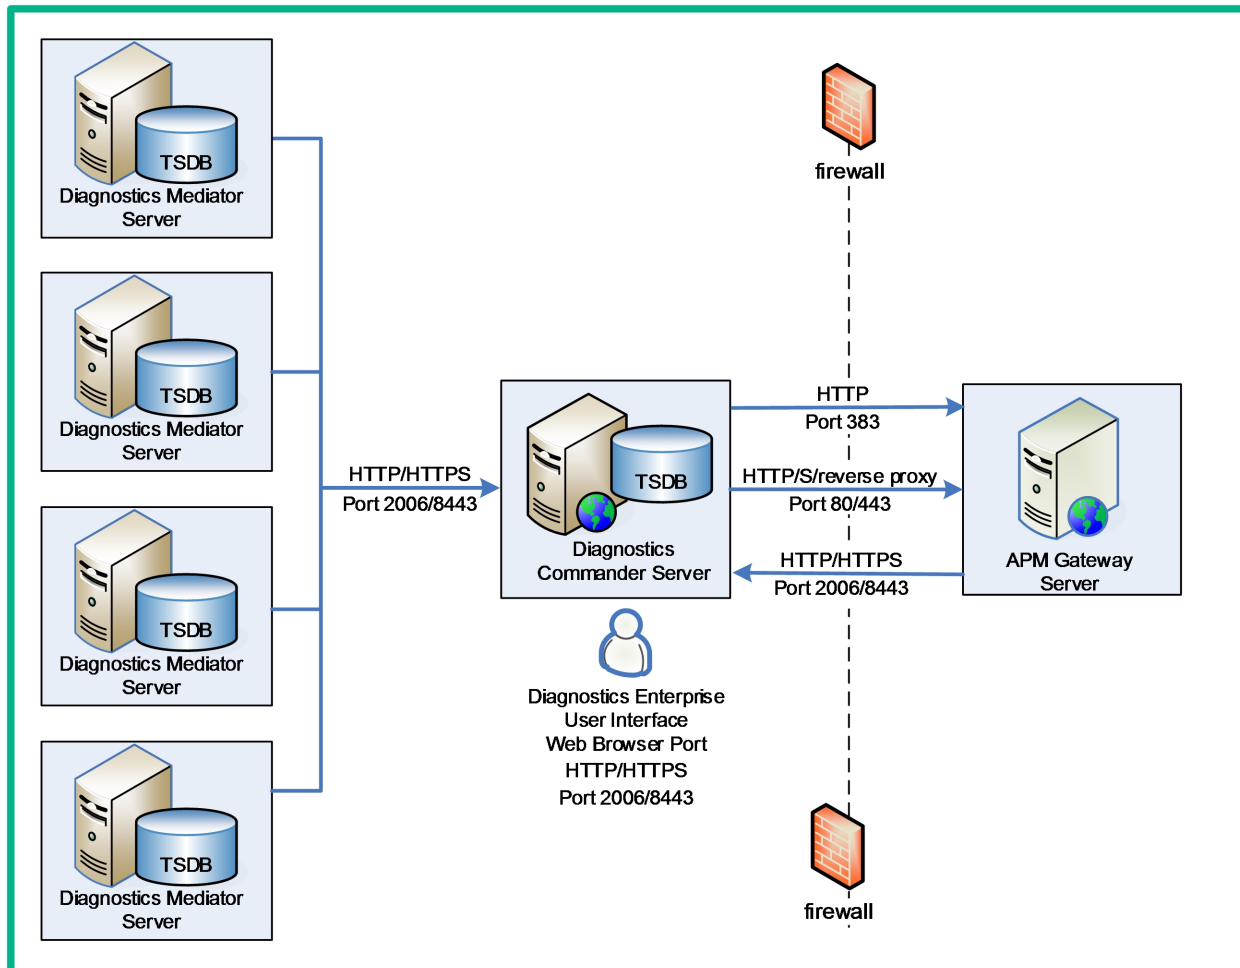 TSDB
Diagnostics Mediator
Server
TSDB
Diagnostics Mediator
Server
TSDB
Diagnostics Mediator
Server
TSDB
Diagnostics Mediator
Server
HTTP/HTTPS
Port 2006/8443
TSDB
Diagnostics
Commander Server
Diagnostics Enterprise
User Interface
Web Browser Port
HTTP/HTTPS
Port 2006/8443
firewall
HTTP
Port 383
HTTP/S/reverse proxy
Port 80/443
HTTP/HTTPS
Port 2006/8443
firewall
APM Gateway
Server